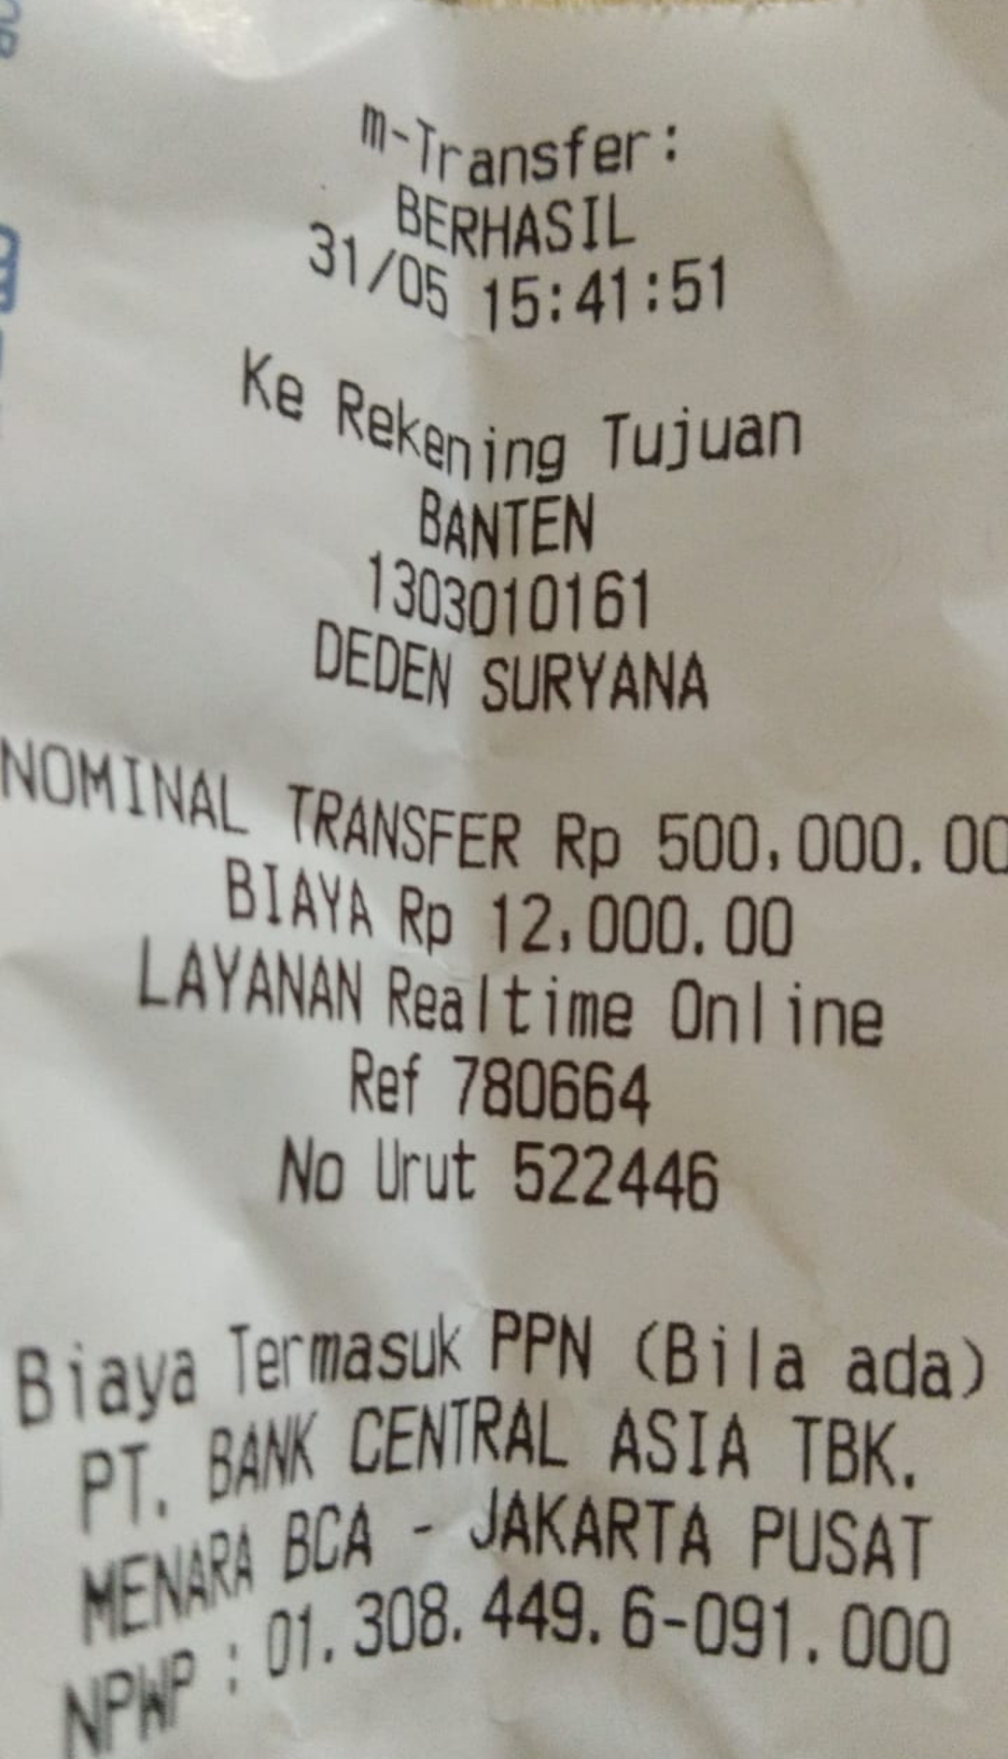 m-Transfer:
BERHASIL
31/05 15:41:51
Ke Rekening Tujuan
BANTEN
1303010161
DEDEN SURYANA
NOMINAL TRANSFER Rp 500,000.00
BIAYA Rp 12,000.00
LAYANAN Realtime Online
Ref 780664
No Urut 522446
Biaya Termasuk PPN (Bila ada)
PT. BANK CENTRAL ASIA TBK.
MENARA BCA - JAKARTA PUSAT
NPWP : 01.308.449.6-091.000